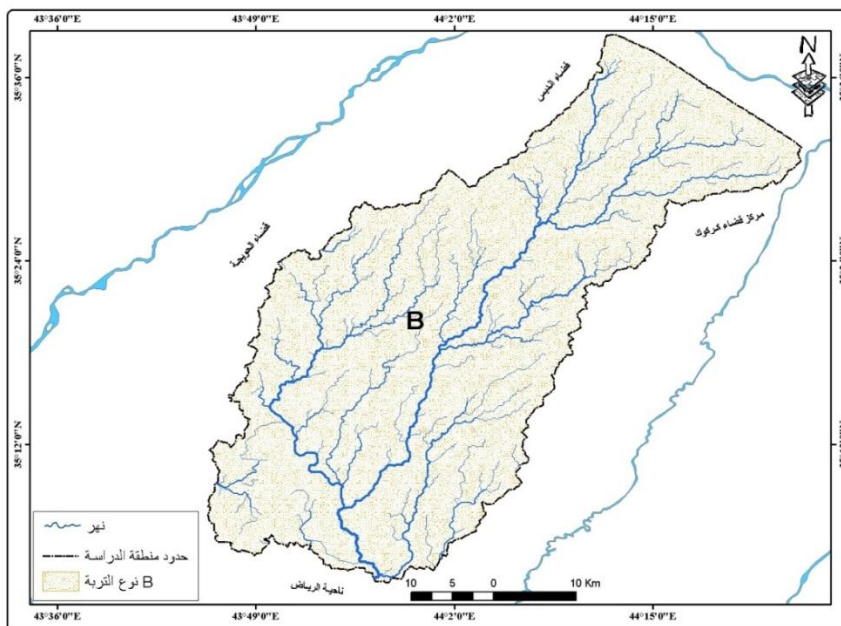 43°36'0"E 43°49'0"E 44°2'0"E 44°15'0"E
N
35°36'0"N
35°24'0"N
35°12'0"N
قضاء الدبس
مركز قضاء كركوك
قضاء الحويجة
B
نهر
حدود منطقة الدراسة
نوع التربة B
ناحية الرياض
10 5 0 10 Km
43°36'0"E 43°49'0"E 44°2'0"E 44°15'0"E